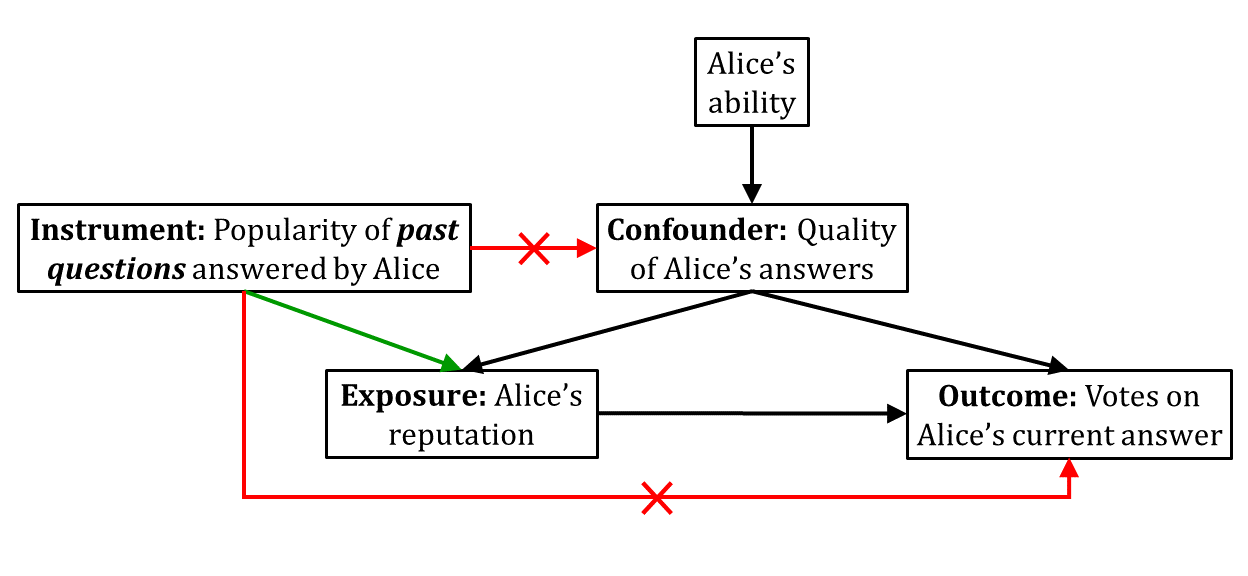 Alice’s
ability
Instrument: Popularity of past
questions answered by Alice
Confounder: Quality
of Alice’s answers
Exposure: Alice’s
reputation
Outcome: Votes on
Alice’s current answer